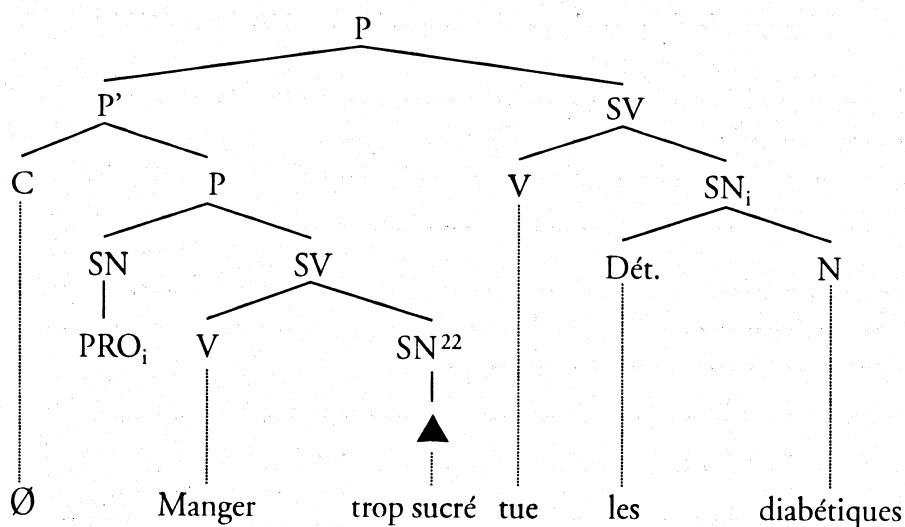 P
P’ SV
C P V SNᵢ
SN SV Dét. N
PROᵢ V SN²²
Ø Manger trop sucré tue les diabétiques